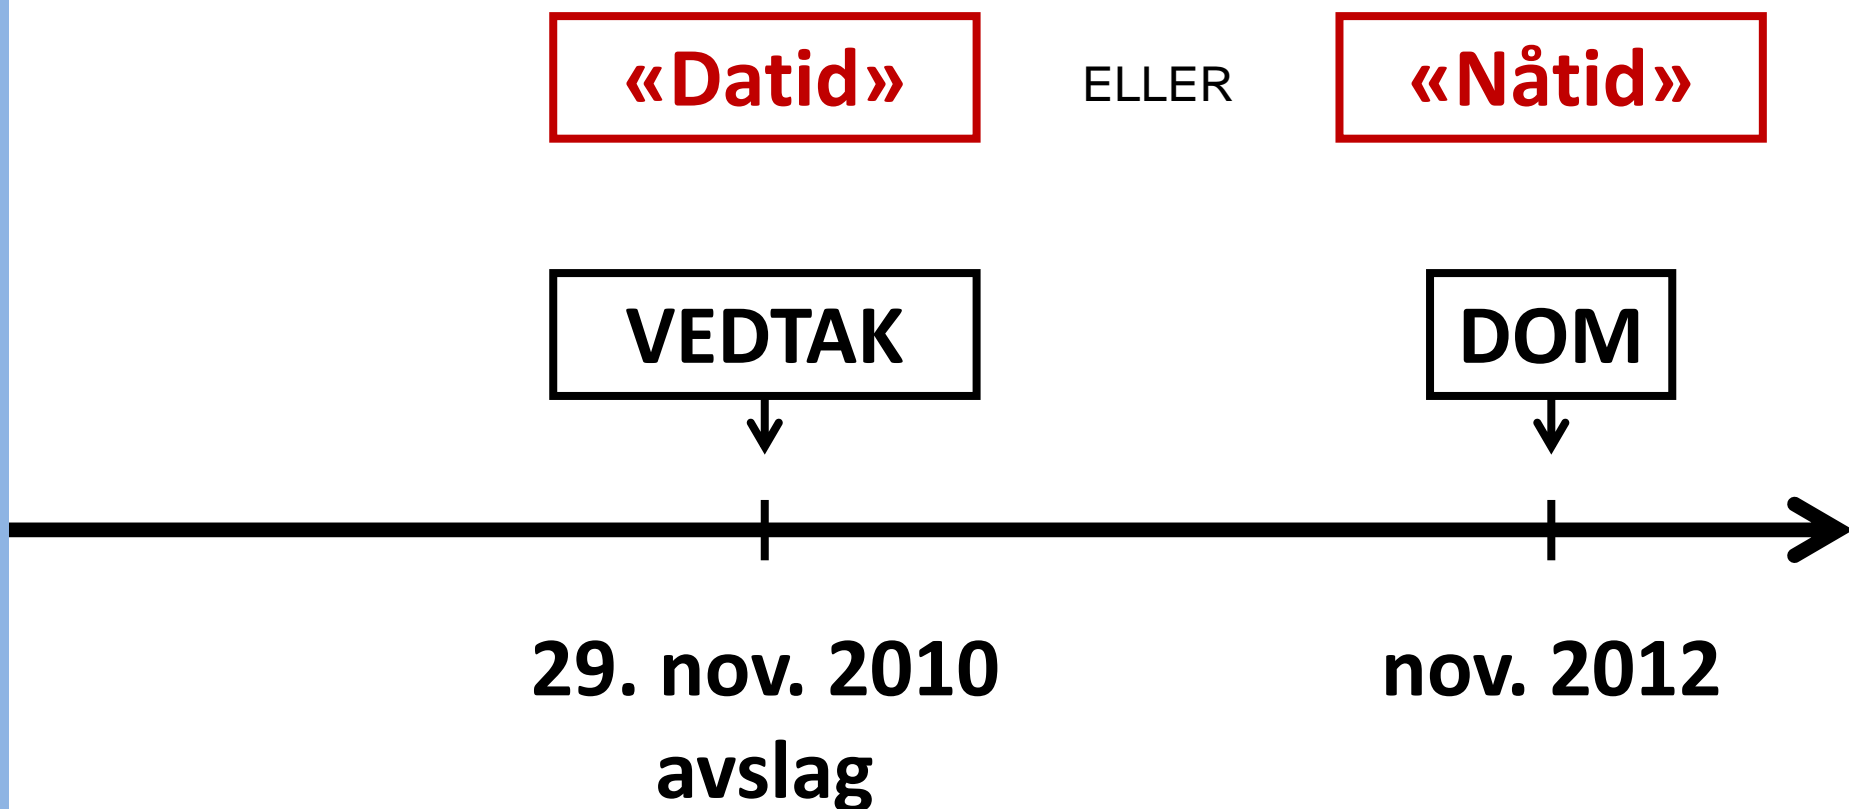 «Datid» ELLER «Nåtid»
VEDTAK DOM
29. nov. 2010 nov. 2012
avslag